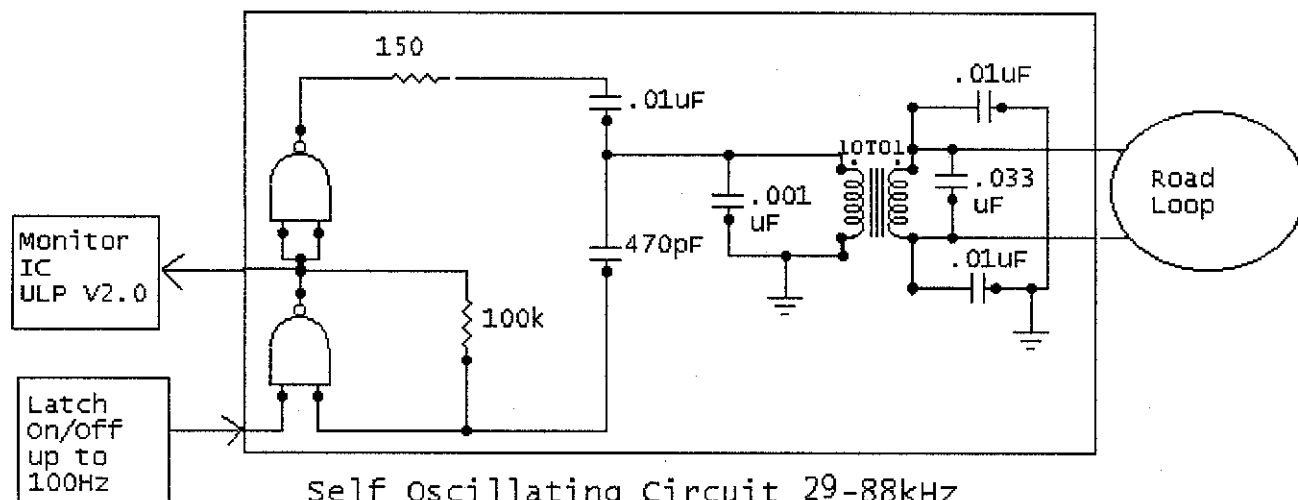 150
.01uF
.01uF
1OTO1
.001
uF
.033
uF
Road
Loop
470pF
.01uF
100k
Monitor
IC
ULP V2.0
Latch
On/Off
up to
100Hz
Self Oscillating Circuit 29-88kHz